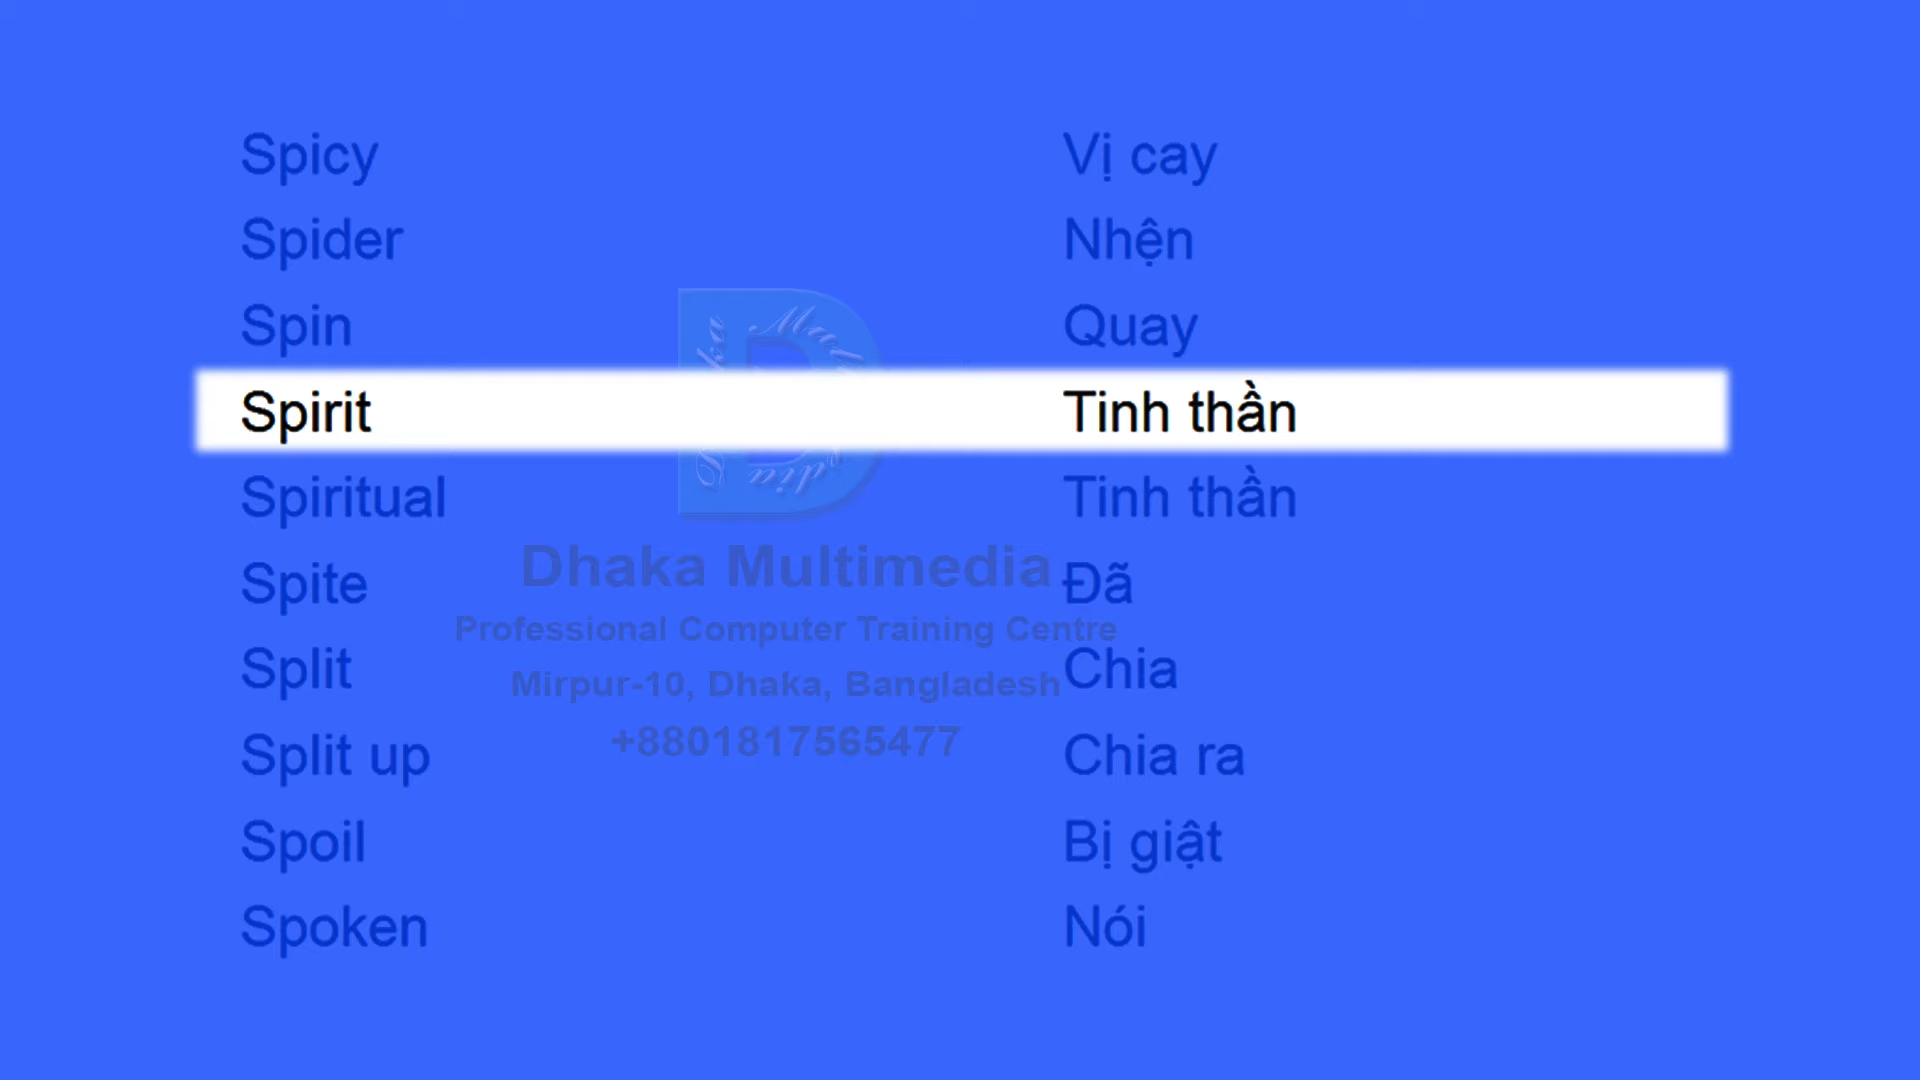 Spicy Vị cay
Spider Nhện
Spin Quay
Spirit Tinh thần
Spiritual Tinh thần
Dhaka Multimedia
Spite Đã
Professional Computer Training Centre
Split Chia
Mirpur-10, Dhaka, Bangladesh
+8801817565477
Split up Chia ra
Spoil Bị giật
Spoken Nói